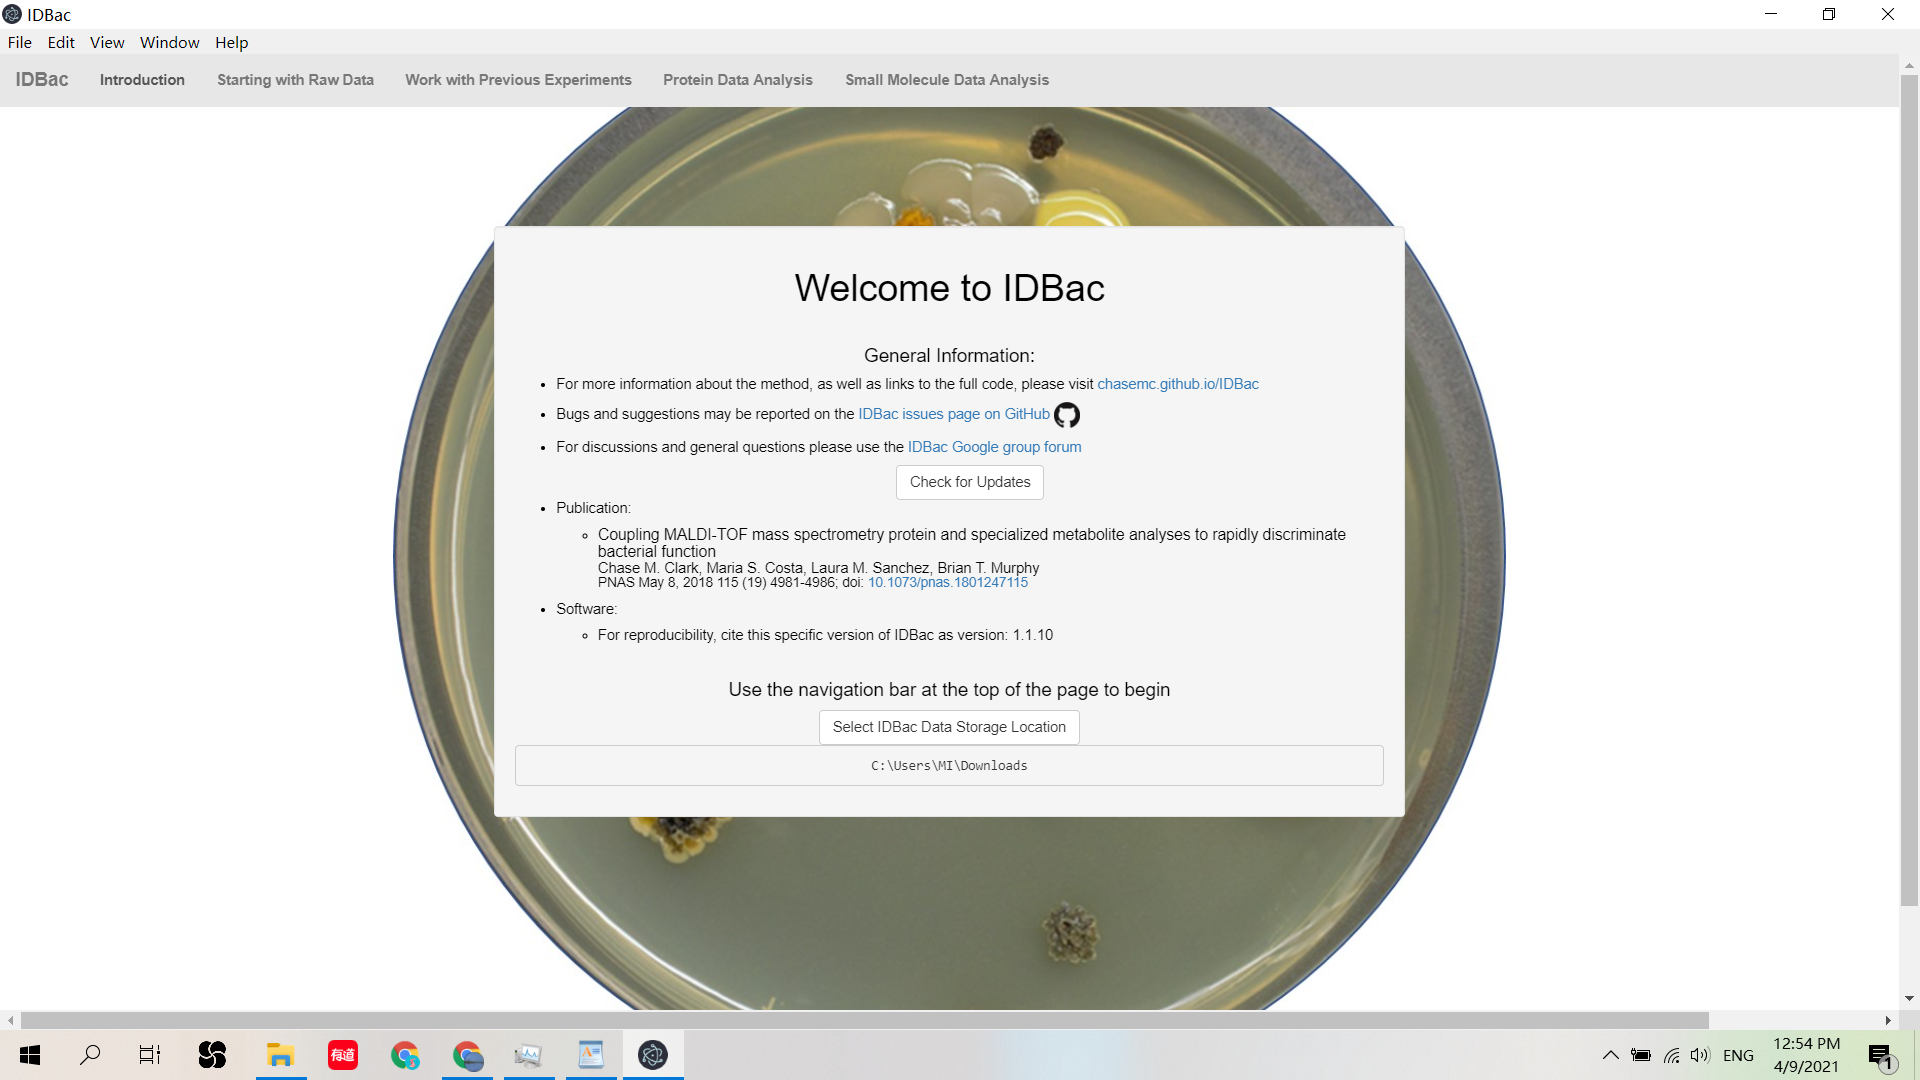 IDBac
File Edit View Window Help
IDBac Introduction Starting with Raw Data Work with Previous Experiments Protein Data Analysis Small Molecule Data Analysis
Welcome to IDBac
General Information:
• For more information about the method, as well as links to the full code, please visit chasemc.github.io/IDBac
• Bugs and suggestions may be reported on the IDBac issues page on GitHub
• For discussions and general questions please use the IDBac Google group forum
Check for Updates
• Publication:
◦ Coupling MALDI-TOF mass spectrometry protein and specialized metabolite analyses to rapidly discriminate
bacterial function
Chase M. Clark, Maria S. Costa, Laura M. Sanchez, Brian T. Murphy
PNAS May 8, 2018 115 (19) 4981-4986; doi: 10.1073/pnas.1801247115
• Software:
◦ For reproducibility, cite this specific version of IDBac as version: 1.1.10
Use the navigation bar at the top of the page to begin
Select IDBac Data Storage Location
C:\Users\MI\Downloads
有道
ENG
12:54 PM
4/9/2021
1